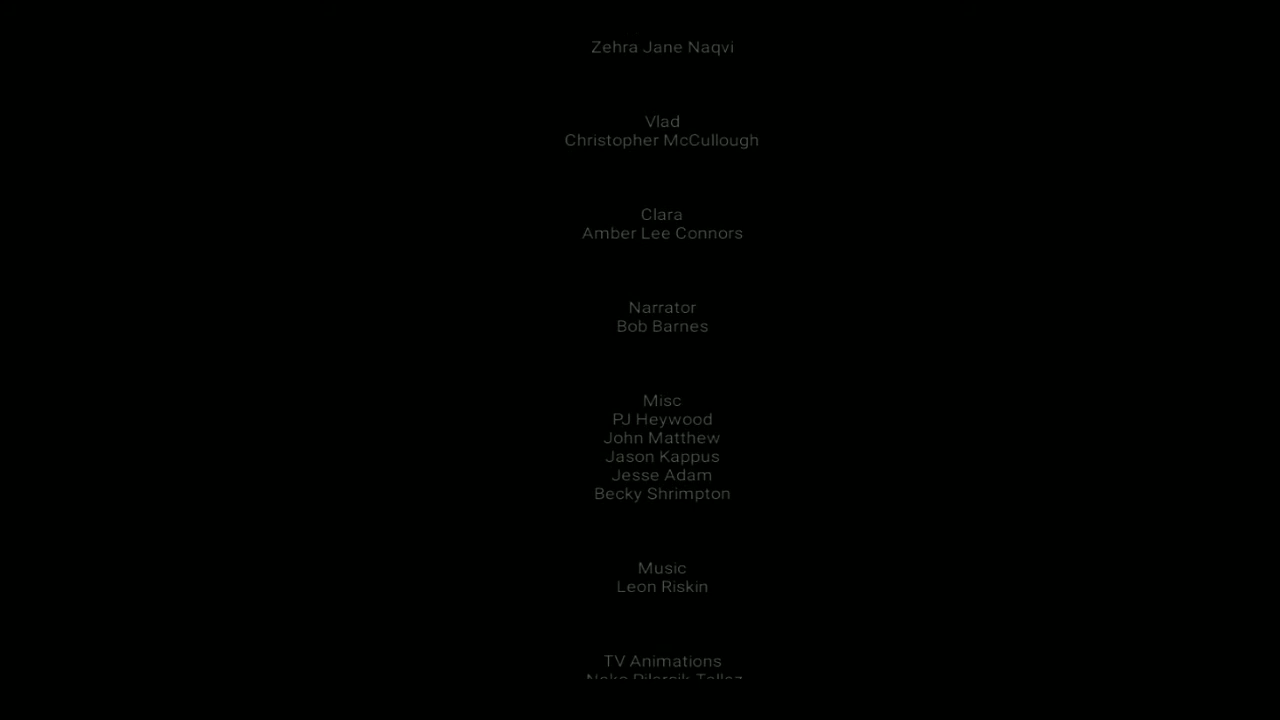 Zehra Jane Naqvi
Vlad
Christopher McCullough
Clara
Amber Lee Connors
Narrator
Bob Barnes
Misc
PJ Heywood
John Matthew
Jason Kappus
Jesse Adam
Becky Shrimpton
Music
Leon Riskin
TV Animations